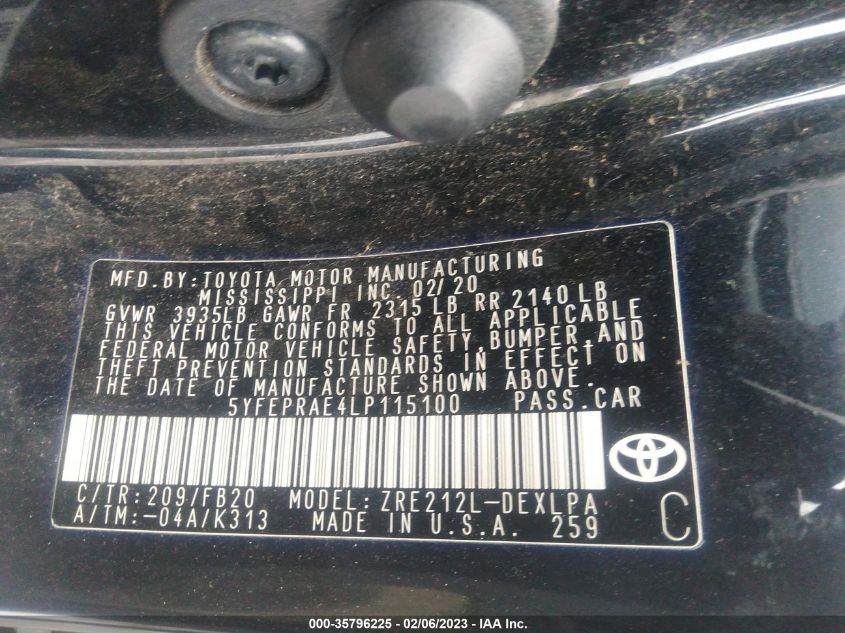 MFD. BY: TOYOTA MOTOR MANUFACTURING
MISSISSIPPI INC. 02/20
GVWR 3935LB GAWR FR 2315 LB RR 2140 LB
THIS VEHICLE CONFORMS TO ALL APPLICABLE
FEDERAL MOTOR VEHICLE SAFETY, BUMPER, AND
THEFT PREVENTION STANDARDS IN EFFECT ON
THE DATE OF MANUFACTURE SHOWN ABOVE.
5YFEPRAE4LP115100 PASS. CAR
C/TR: 209/FB20 MODEL: ZRE212L-DEXLPA
A/TM: -04A/K313 MADE IN U.S.A. 259 C
000-35796225 - 02/06/2023 - IAA Inc.